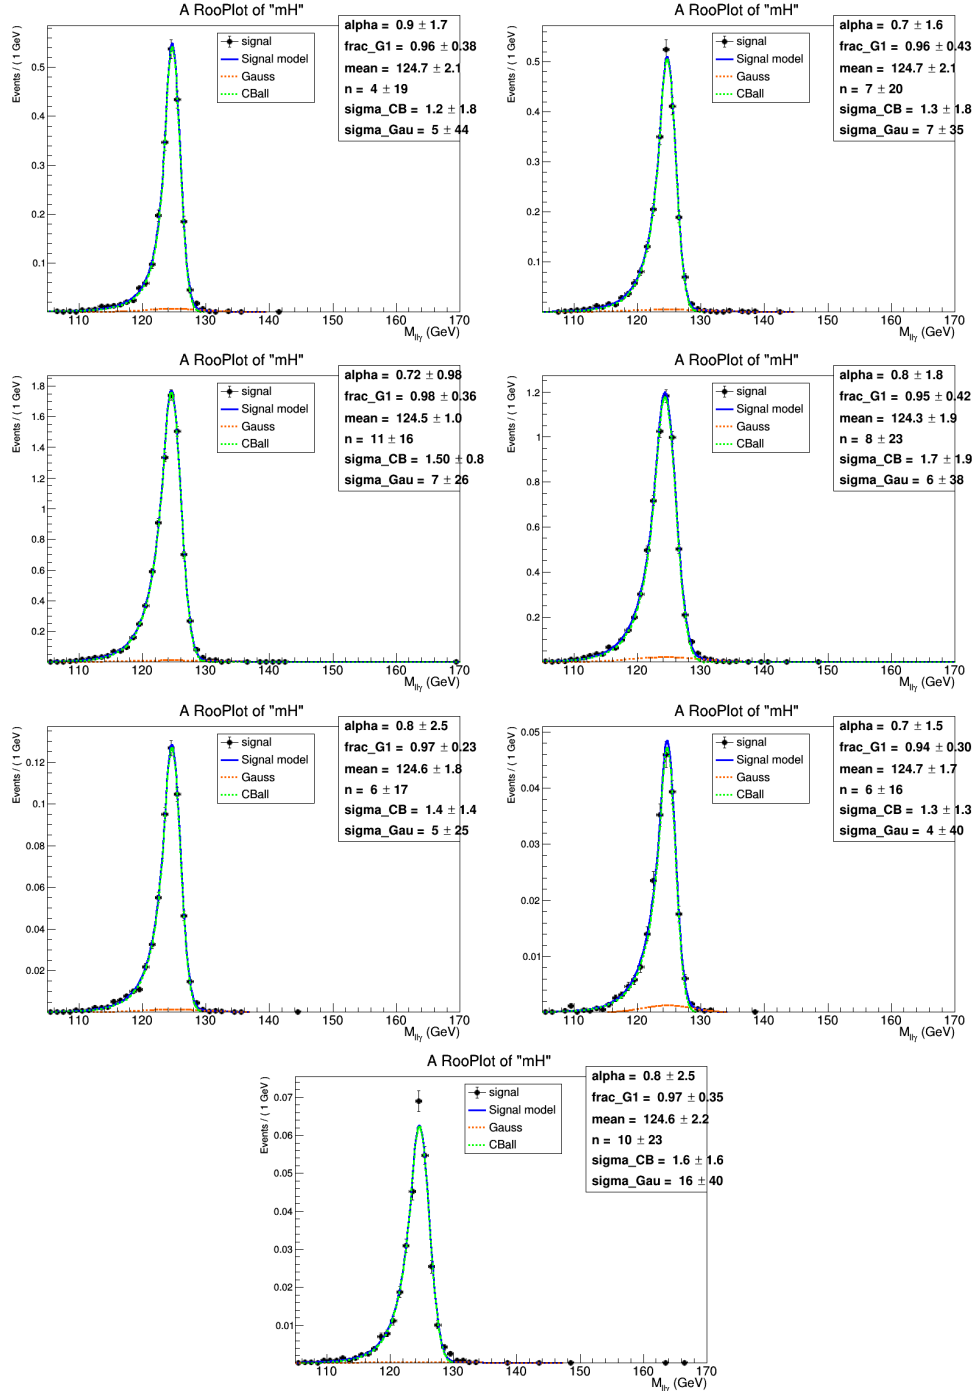 A RooPlot of "mH"
Events / ( 1 GeV )
signal
Signal model
Gauss
CBall
alpha = 0.9 ± 1.7
frac_G1 = 0.96 ± 0.38
mean = 124.7 ± 2.1
n = 4 ± 19
sigma_CB = 1.2 ± 1.8
sigma_Gau = 5 ± 44
0.5
0.4
0.3
0.2
0.1
110 120 130 140 150 160 170
M_llγ (GeV)
A RooPlot of "mH"
Events / ( 1 GeV )
signal
Signal model
Gauss
CBall
alpha = 0.7 ± 1.6
frac_G1 = 0.96 ± 0.43
mean = 124.7 ± 2.1
n = 7 ± 20
sigma_CB = 1.3 ± 1.8
sigma_Gau = 7 ± 35
0.5
0.4
0.3
0.2
0.1
110 120 130 140 150 160 170
M_llγ (GeV)
A RooPlot of "mH"
Events / ( 1 GeV )
signal
Signal model
Gauss
CBall
alpha = 0.72 ± 0.98
frac_G1 = 0.98 ± 0.36
mean = 124.5 ± 1.0
n = 11 ± 16
sigma_CB = 1.50 ± 0.8
sigma_Gau = 7 ± 26
1.8
1.6
1.4
1.2
1
0.8
0.6
0.4
0.2
110 120 130 140 150 160 170
M_llγ (GeV)
A RooPlot of "mH"
Events / ( 1 GeV )
signal
Signal model
Gauss
CBall
alpha = 0.8 ± 1.8
frac_G1 = 0.95 ± 0.42
mean = 124.3 ± 1.9
n = 8 ± 23
sigma_CB = 1.7 ± 1.9
sigma_Gau = 6 ± 38
1.2
1
0.8
0.6
0.4
0.2
110 120 130 140 150 160 170
M_llγ (GeV)
A RooPlot of "mH"
Events / ( 1 GeV )
signal
Signal model
Gauss
CBall
alpha = 0.8 ± 2.5
frac_G1 = 0.97 ± 0.23
mean = 124.6 ± 1.8
n = 6 ± 17
sigma_CB = 1.4 ± 1.4
sigma_Gau = 5 ± 25
0.12
0.1
0.08
0.06
0.04
0.02
110 120 130 140 150 160 170
M_llγ (GeV)
A RooPlot of "mH"
Events / ( 1 GeV )
signal
Signal model
Gauss
CBall
alpha = 0.7 ± 1.5
frac_G1 = 0.94 ± 0.30
mean = 124.7 ± 1.7
n = 6 ± 16
sigma_CB = 1.3 ± 1.3
sigma_Gau = 4 ± 40
0.05
0.04
0.03
0.02
0.01
110 120 130 140 150 160 170
M_llγ (GeV)
A RooPlot of "mH"
Events / ( 1 GeV )
signal
Signal model
Gauss
CBall
alpha = 0.8 ± 2.5
frac_G1 = 0.97 ± 0.35
mean = 124.6 ± 2.2
n = 10 ± 23
sigma_CB = 1.6 ± 1.6
sigma_Gau = 16 ± 40
0.07
0.06
0.05
0.04
0.03
0.02
0.01
110 120 130 140 150 160 170
M_llγ (GeV)